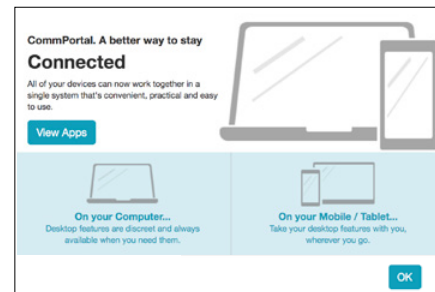 CommPortal. A better way to stay
Connected
All of your devices can now work together in a
single system that's convenient, practical and easy
to use.
View Apps
On your Computer...
Desktop features are discreet and always
available when you need them.
On your Mobile / Tablet...
Take your desktop features with you,
wherever you go.
OK